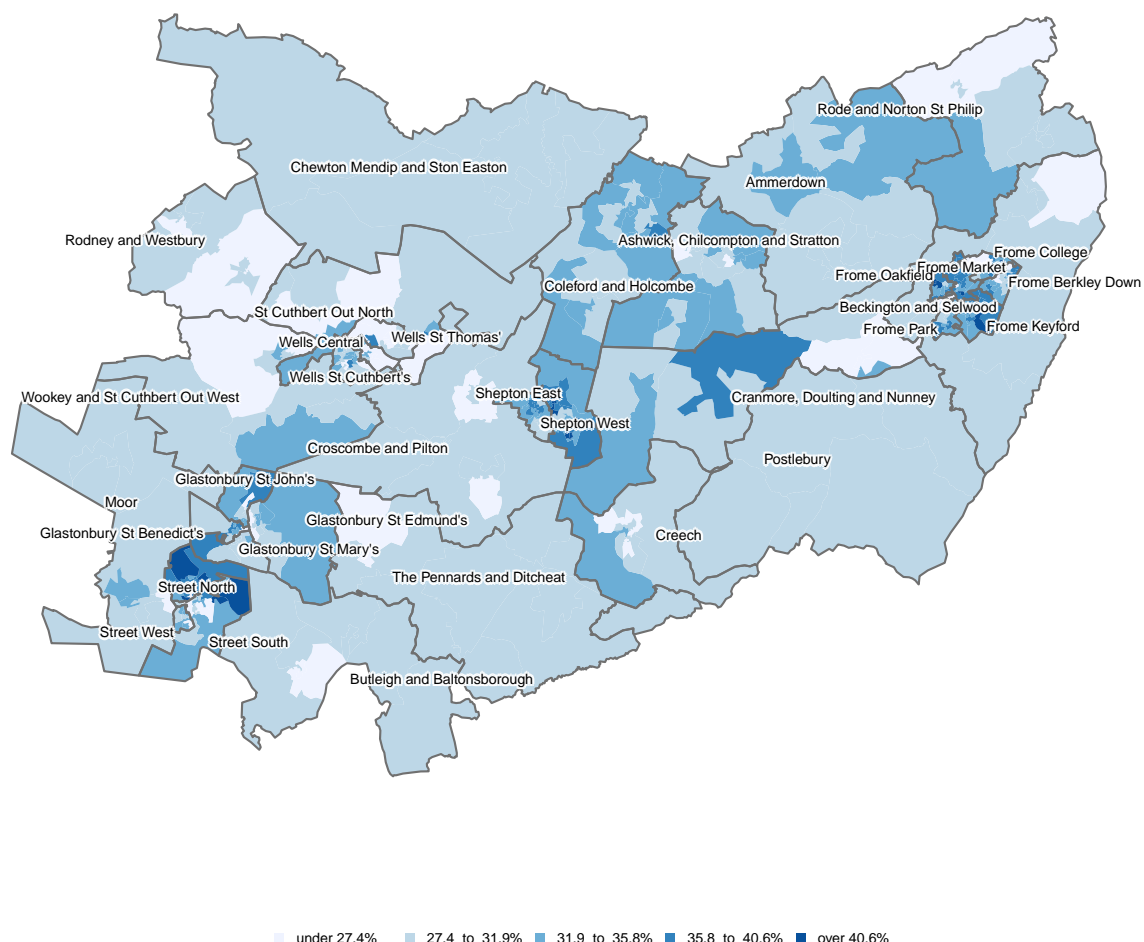 Rode and Norton St Philip
Chewton Mendip and Ston Easton
Ammerdown
Rodney and Westbury
Ashwick, Chilcompton and Stratton
Frome College
Frome Market
Frome Oakfield
Frome Berkley Down
Coleford and Holcombe
Beckington and Selwood
St Cuthbert Out North
Frome Park
Frome Keyford
Wells St Thomas'
Wells Central
Wells St Cuthbert's
Shepton East
Wookey and St Cuthbert Out West
Cranmore, Doulting and Nunney
Shepton West
Croscombe and Pilton
Postlebury
Glastonbury St John's
Moor
Glastonbury St Edmund's
Glastonbury St Benedict's
Creech
Glastonbury St Mary's
The Pennards and Ditcheat
Street North
Street West
Street South
Butleigh and Baltonsborough
under 27.4% 27.4 to 31.9% 31.9 to 35.8% 35.8 to 40.6% over 40.6%